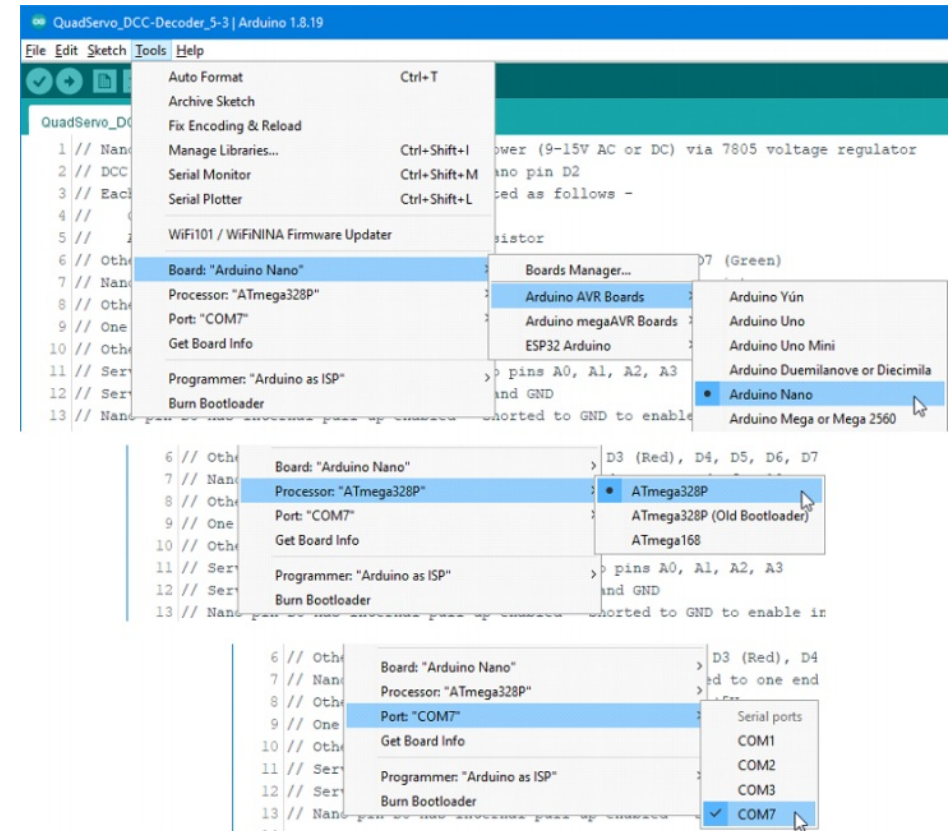 QuadServo_DCC-Decoder_5-3 | Arduino 1.8.19
File Edit Sketch Tools Help
QuadServo_DC
Auto Format Ctrl+T
Archive Sketch
Fix Encoding & Reload
Manage Libraries... Ctrl+Shift+I
Serial Monitor Ctrl+Shift+M
Serial Plotter Ctrl+Shift+L
WiFi101 / WiFiNINA Firmware Updater
Board: "Arduino Nano"
Processor: "ATmega328P"
Port: "COM7"
Get Board Info
Programmer: "Arduino as ISP"
Burn Bootloader
Boards Manager...
Arduino AVR Boards
Arduino megaAVR Boards
ESP32 Arduino
Arduino Yún
Arduino Uno
Arduino Uno Mini
Arduino Duemilanove or Diecimila
Arduino Nano
Arduino Mega or Mega 2560
1 // Nano ower (9-15V AC or DC) via 7805 voltage regulator
2 // DCC ano pin D2
3 // Each ted as follows -
4 //
5 // sistor
6 // Othe D7 (Green)
7 // Nano
8 // Othe
9 // One
10 // Othe
11 // Serv pins A0, A1, A2, A3
12 // Serv and GND
13 // Nano pin D8 has internal pull-up enabled shorted to GND to enable
6 // Othe D3 (Red), D4, D5, D6, D7
7 // Nano
8 // Othe
9 // One
10 // Othe
11 // Serv pins A0, A1, A2, A3
12 // Serv and GND
13 // Nano shorted to GND to enable in
Board: "Arduino Nano"
Processor: "ATmega328P"
Port: "COM7"
Get Board Info
Programmer: "Arduino as ISP"
Burn Bootloader
ATmega328P
ATmega328P (Old Bootloader)
ATmega168
6 // Othe D3 (Red), D4
7 // Nano ed to one end
8 // Othe
9 // One
10 // Othe
11 // Serv
12 // Serv
13 // Nano
Board: "Arduino Nano"
Processor: "ATmega328P"
Port: "COM7"
Get Board Info
Programmer: "Arduino as ISP"
Burn Bootloader
Serial ports
COM1
COM2
COM3
COM7